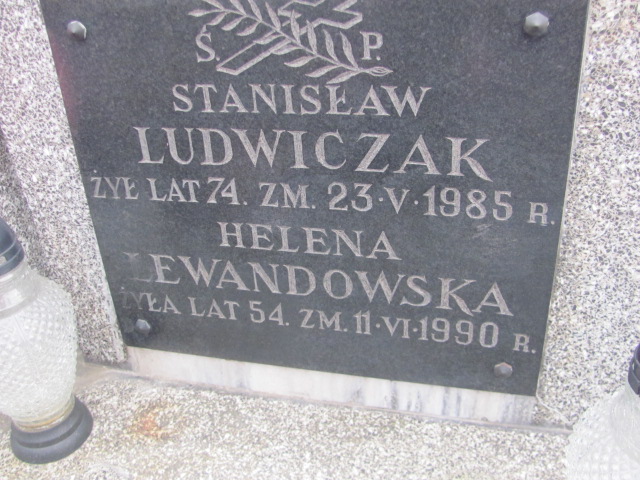 Ś. P.
STANISŁAW
LUDWICZAK
ŻYŁ LAT 74. ZM. 23·V·1985 R.
HELENA
LEWANDOWSKA
ŻYŁA LAT 54. ZM. 11·VI·1990 R.